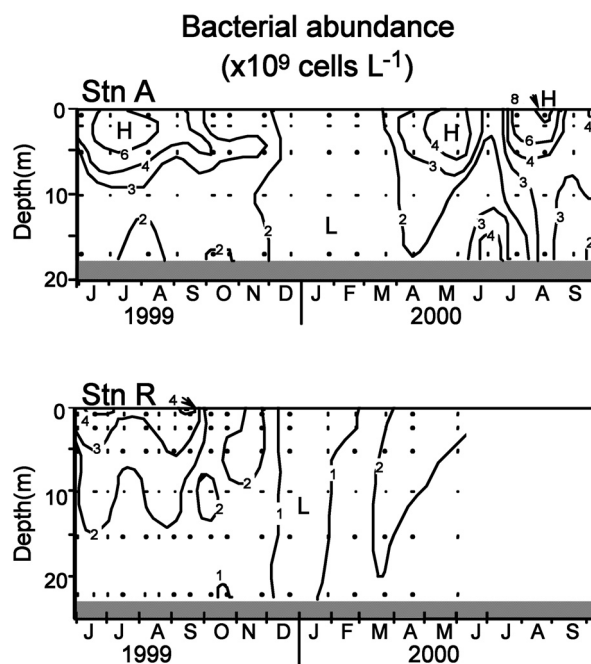 Bacterial abundance
(x10⁹ cells L⁻¹)
Stn A
8 H
0 H H 4
4 6
6 4 4
3 3 3
Depth(m)
10
2 2 2 3 3
2 2 L 4
20
J J A S O N D J F M A M J J A S O
1999 2000
Stn R
4
0
4
3
1 2
Depth(m)
2
10
2 1 L
2
20
1
J J A S O N D J F M A M J J A S O
1999 2000